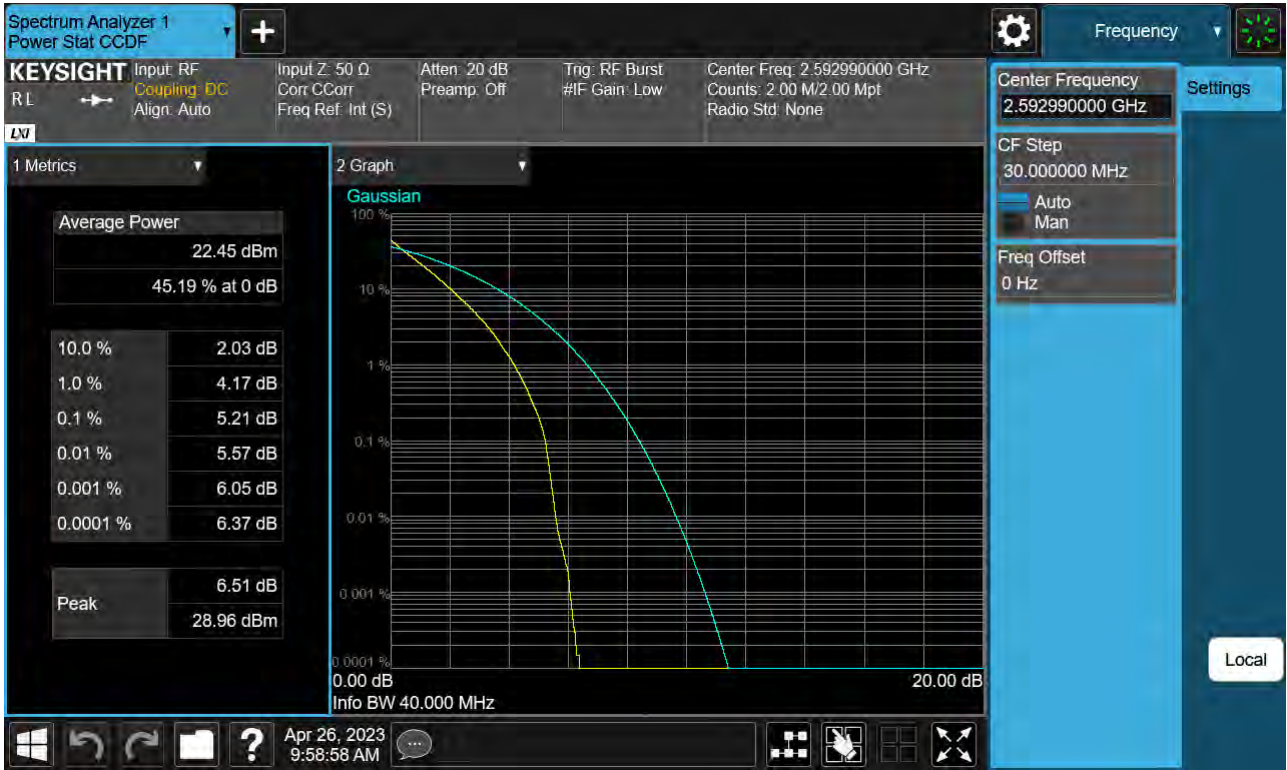 Spectrum Analyzer 1
Power Stat CCDF
Frequency
KEYSIGHT
RL
LXI
Input: RF
Coupling: DC
Align: Auto
Input Z: 50 Ω
Corr CCorr
Freq Ref: Int (S)
Atten: 20 dB
Preamp: Off
Trig: RF Burst
#IF Gain: Low
Center Freq: 2.592990000 GHz
Counts: 2.00 M/2.00 Mpt
Radio Std: None
Center Frequency
2.592990000 GHz
Settings
CF Step
30.000000 MHz
Auto
Man
Freq Offset
0 Hz
Local
1 Metrics
Average Power
22.45 dBm
45.19 % at 0 dB
10.0 % 2.03 dB
1.0 % 4.17 dB
0.1 % 5.21 dB
0.01 % 5.57 dB
0.001 % 6.05 dB
0.0001 % 6.37 dB
Peak
6.51 dB
28.96 dBm
2 Graph
Gaussian
100 %
10 %
1 %
0.1 %
0.01 %
0.001 %
0.0001 %
0.00 dB 20.00 dB
Info BW 40.000 MHz
?
Apr 26, 2023
9:58:58 AM